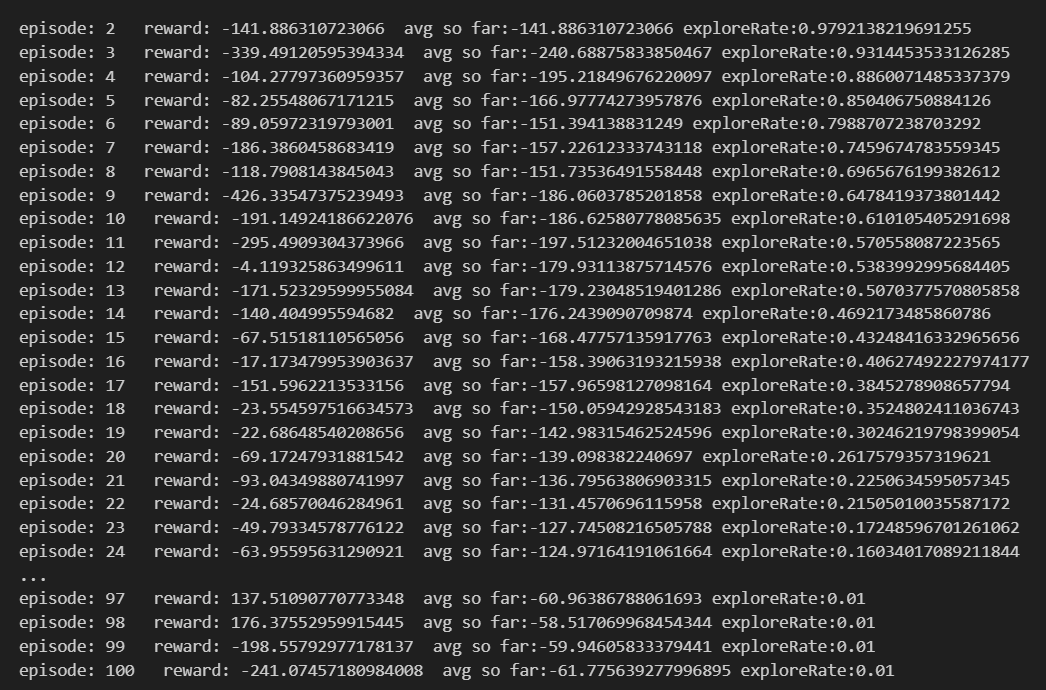 episode: 2   reward: -141.886310723066  avg so far:-141.886310723066 exploreRate:0.9792138219691255
episode: 3   reward: -339.49120595394334  avg so far:-240.68875833850467 exploreRate:0.9314453533126285
episode: 4   reward: -104.27797360959357  avg so far:-195.21849676220097 exploreRate:0.8860071485337379
episode: 5   reward: -82.25548067171215  avg so far:-166.97774273957876 exploreRate:0.850406750884126
episode: 6   reward: -89.05972319793001  avg so far:-151.394138831249 exploreRate:0.7988707238703292
episode: 7   reward: -186.3860458683419  avg so far:-157.22612333743118 exploreRate:0.7459674783559345
episode: 8   reward: -118.7908143845043  avg so far:-151.73536491558448 exploreRate:0.6965676199382612
episode: 9   reward: -426.33547375239493  avg so far:-186.0603785201858 exploreRate:0.6478419373801442
episode: 10   reward: -191.14924186622076  avg so far:-186.62580778085635 exploreRate:0.610105405291698
episode: 11   reward: -295.4909304373966  avg so far:-197.51232004651038 exploreRate:0.570558087223565
episode: 12   reward: -4.119325863499611  avg so far:-179.93113875714576 exploreRate:0.5383992995684405
episode: 13   reward: -171.52329599955084  avg so far:-179.23048519401286 exploreRate:0.5070377570805858
episode: 14   reward: -140.404995594682  avg so far:-176.2439090709874 exploreRate:0.4692173485860786
episode: 15   reward: -67.51518110565056  avg so far:-168.47757135917763 exploreRate:0.43248416332965656
episode: 16   reward: -17.173479953903637  avg so far:-158.39063193215938 exploreRate:0.40627492227974177
episode: 17   reward: -151.5962213533156  avg so far:-157.96598127098164 exploreRate:0.3845278908657794
episode: 18   reward: -23.554597516634573  avg so far:-150.05942928543183 exploreRate:0.3524802411036743
episode: 19   reward: -22.68648540208656  avg so far:-142.98315462524596 exploreRate:0.30246219798399054
episode: 20   reward: -69.17247931881542  avg so far:-139.098382240697 exploreRate:0.2617579357319621
episode: 21   reward: -93.04349880741997  avg so far:-136.79563806903315 exploreRate:0.2250634595057345
episode: 22   reward: -24.68570046284961  avg so far:-131.4570696115958 exploreRate:0.21505010035587172
episode: 23   reward: -49.79334578776122  avg so far:-127.74508216505788 exploreRate:0.17248596701261062
episode: 24   reward: -63.95595631290921  avg so far:-124.97164191061664 exploreRate:0.16034017089211844
...
episode: 97   reward: 137.51090770773348  avg so far:-60.96386788061693 exploreRate:0.01
episode: 98   reward: 176.37552959915445  avg so far:-58.517069968454344 exploreRate:0.01
episode: 99   reward: -198.55792977178137  avg so far:-59.94605833379441 exploreRate:0.01
episode: 100   reward: -241.07457180984008  avg so far:-61.775639277996895 exploreRate:0.01